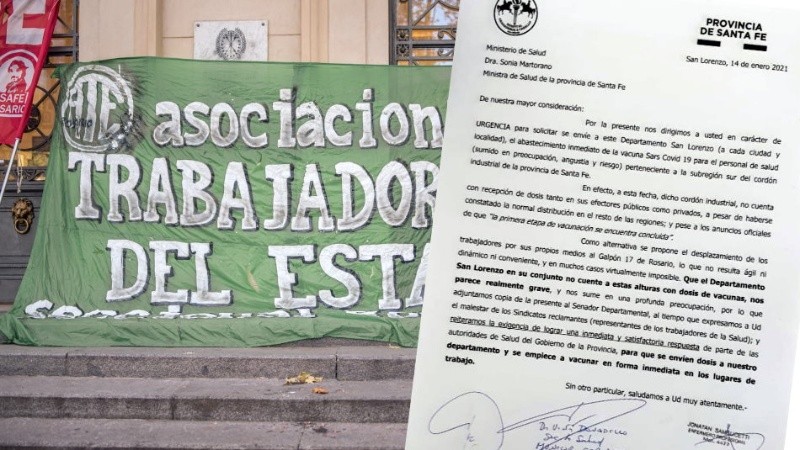 SAFE
SARIO
ATE
ROSARIO
asociacion
TRABAJADOR
DEL ESTA
PROVINCIA
DE SANTA FE
San Lorenzo, 14 de enero 2021
Ministerio de Salud
Dra. Sonia Martorano
Ministra de Salud de la provincia de Santa Fe
De nuestra mayor consideración:
Por la presente nos dirigimos a usted en carácter de
URGENCIA para solicitar se envíe a este Departamento San Lorenzo (a cada ciudad y
localidad), el abastecimiento inmediato de la vacuna Sars Covid 19 para el personal de salud
(sumido en preocupación, angustia y riesgo) perteneciente a la subregión sur del cordón
industrial de la provincia de Santa Fe.
En efecto, a esta fecha, dicho cordón industrial, no cuenta
con recepción de dosis tanto en sus efectores públicos como privados, a pesar de haberse
constatado la normal distribución en el resto de las regiones; y pese a los anuncios oficiales
de que "la primera etapa de vacunación se encuentra concluida".
Como alternativa se propone el desplazamiento de los
trabajadores por sus propios medios al Galpón 17 de Rosario, lo que no resulta ágil ni
dinámico ni conveniente, y en muchos casos virtualmente imposible. Que el Departamento
San Lorenzo en su conjunto no cuente a estas alturas con dosis de vacunas, nos
parece realmente grave, y nos sume en una profunda preocupación, por lo que
adjuntamos copia de la presente al Senador Departamental, al tiempo que expresamos a Ud
el malestar de los Sindicatos reclamantes (representantes de los trabajadores de la Salud); y
reiteramos la exigencia de lograr una inmediata y satisfactoria respuesta de parte de las
autoridades de Salud del Gobierno de la Provincia, para que se envíen dosis a nuestro
departamento y se empiece a vacunar en forma inmediata en los lugares de
trabajo.
Sin otro particular, saludamos a Ud muy atentamente.-
JONATAN